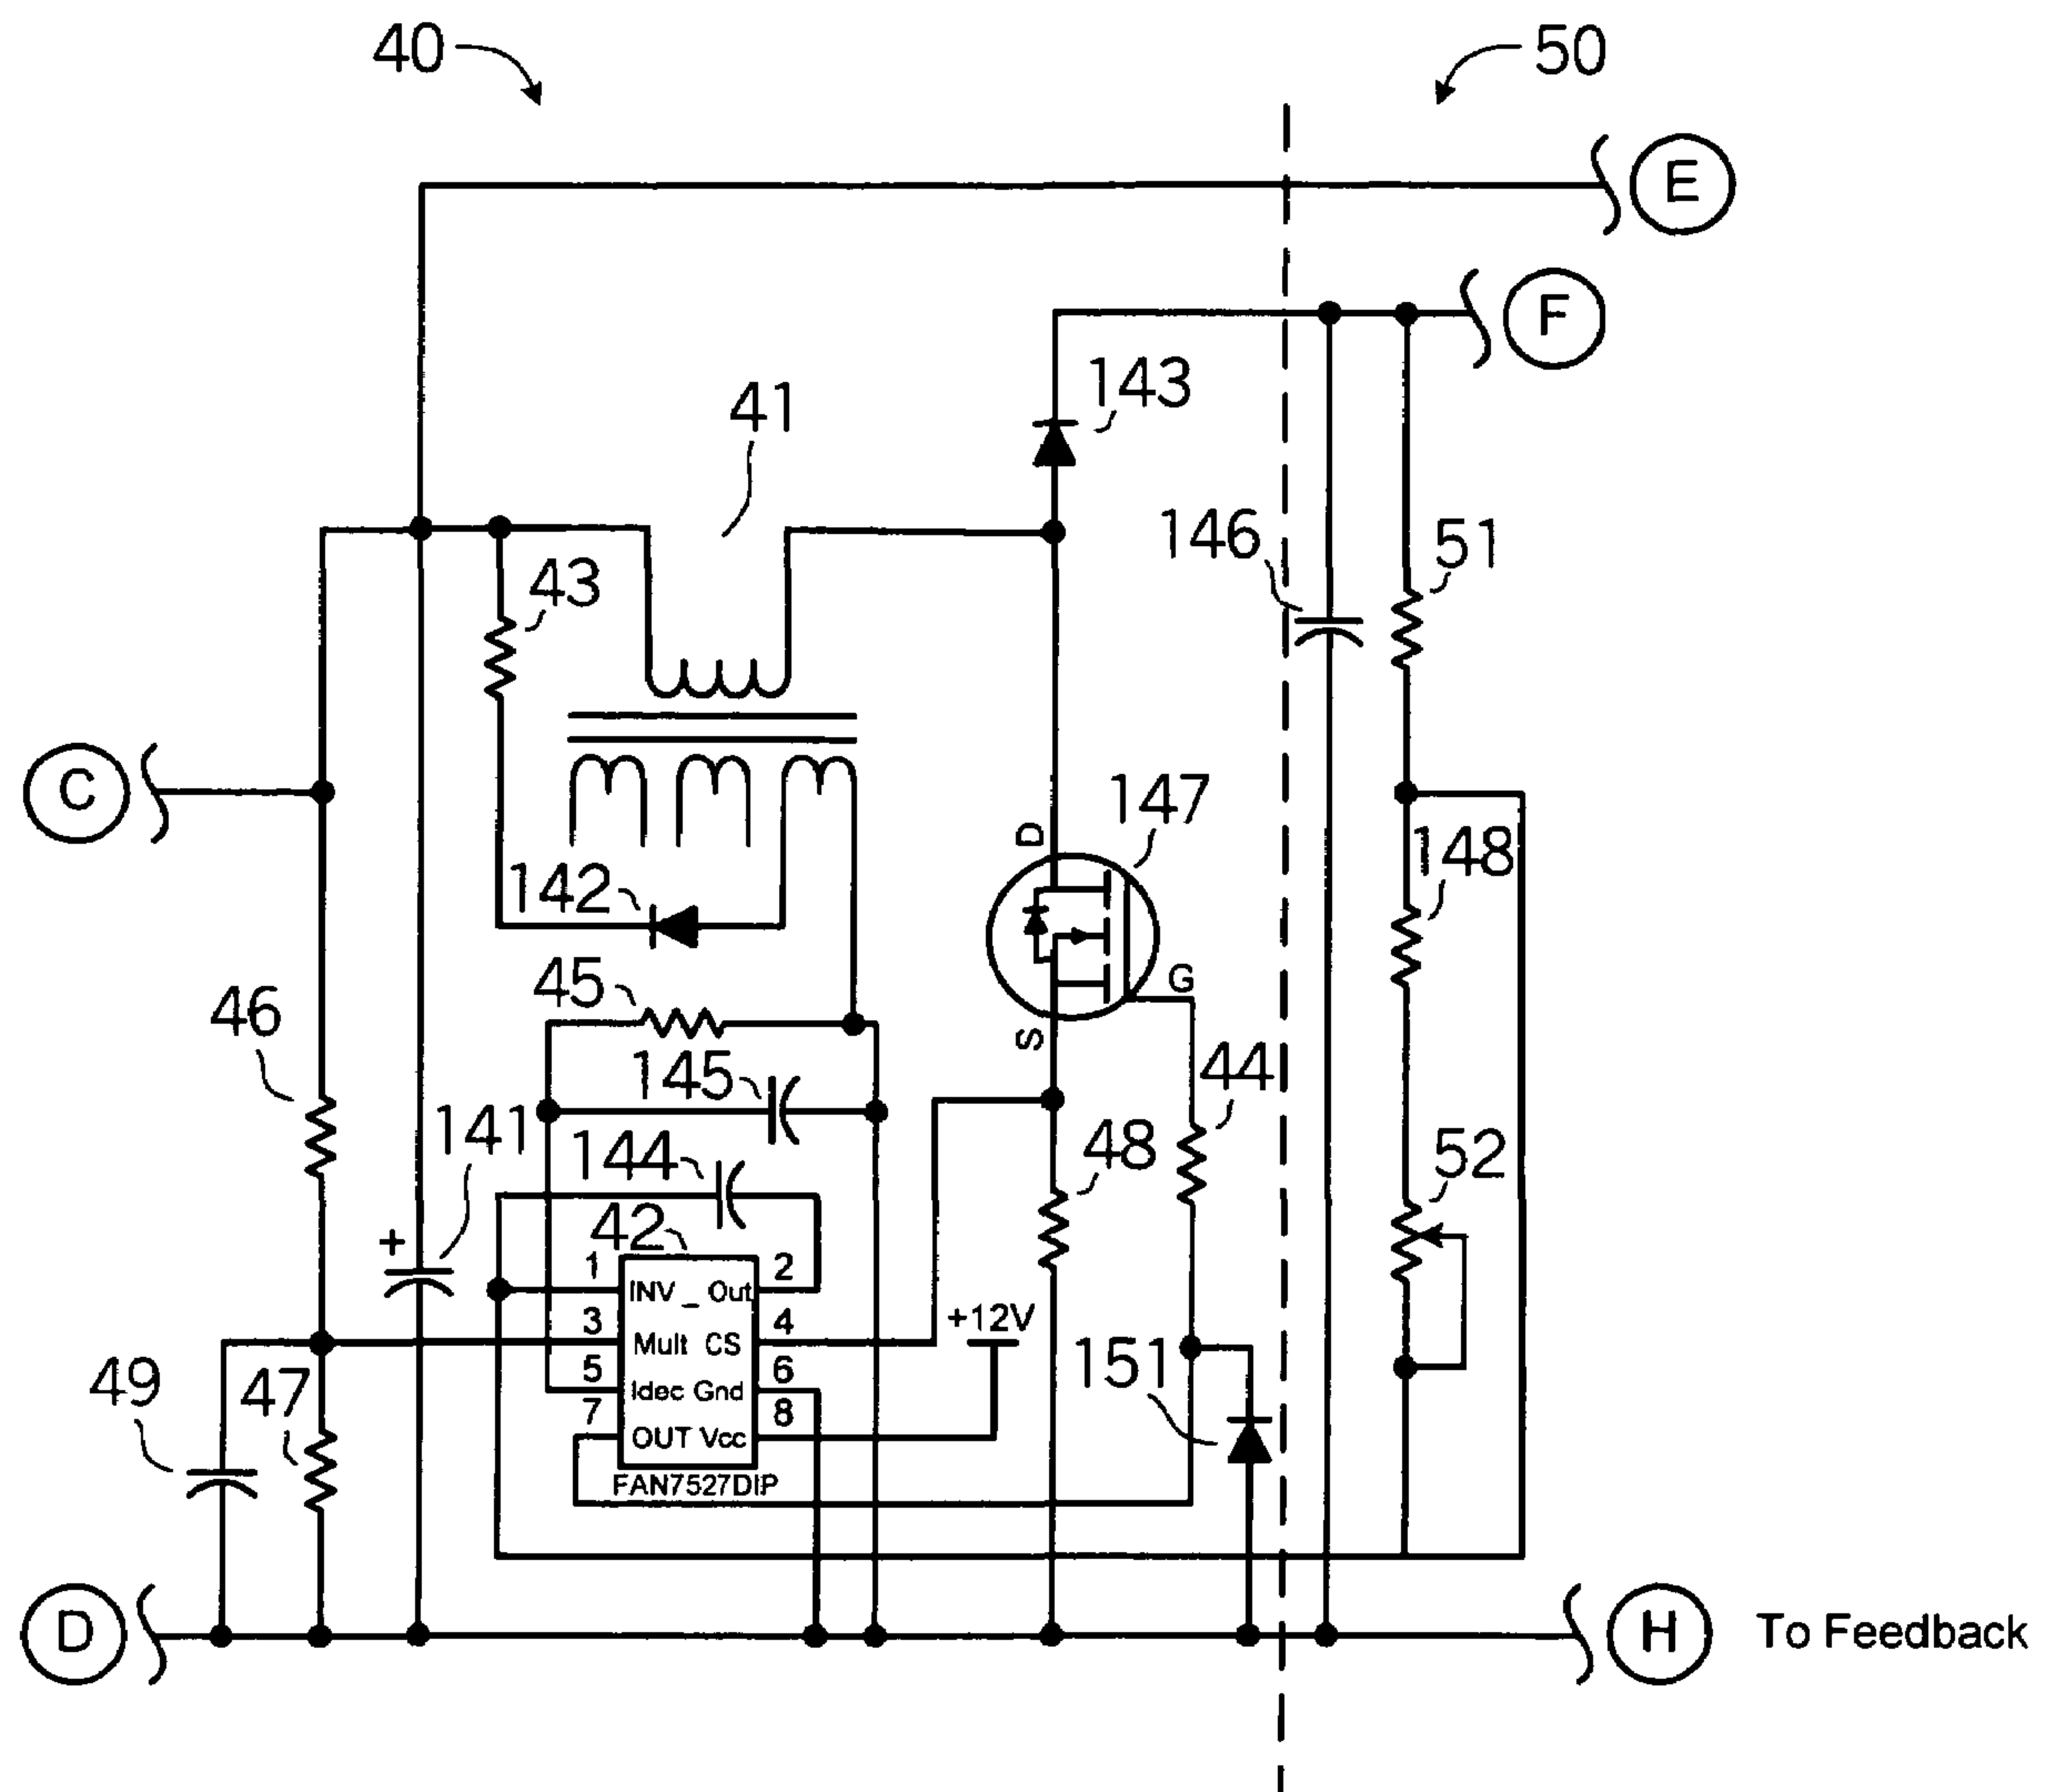 40
50
E
F
143
41
146
51
43
C
147
D
148
142
G
45
46
S
44
145
141
144
48
52
+
42
1
INV _ Out
2
3
Mult CS
4
+12V
151
49
47
5
Idec Gnd
6
7
OUT Vcc
8
FAN7527DIP
D
H
To Feedback